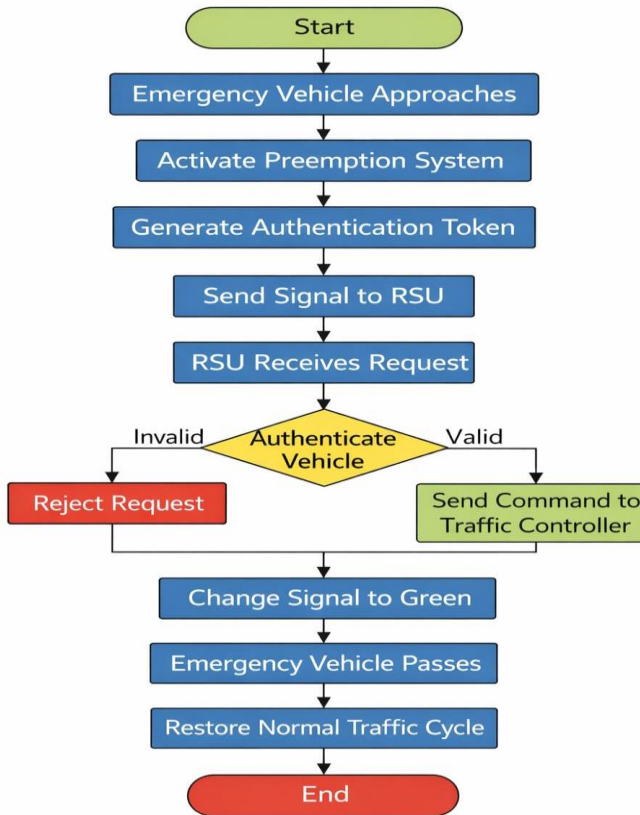 Start
Emergency Vehicle Approaches
Activate Preemption System
Generate Authentication Token
Send Signal to RSU
RSU Receives Request
Invalid
Authenticate
Vehicle
Valid
Reject Request
Send Command to
Traffic Controller
Change Signal to Green
Emergency Vehicle Passes
Restore Normal Traffic Cycle
End